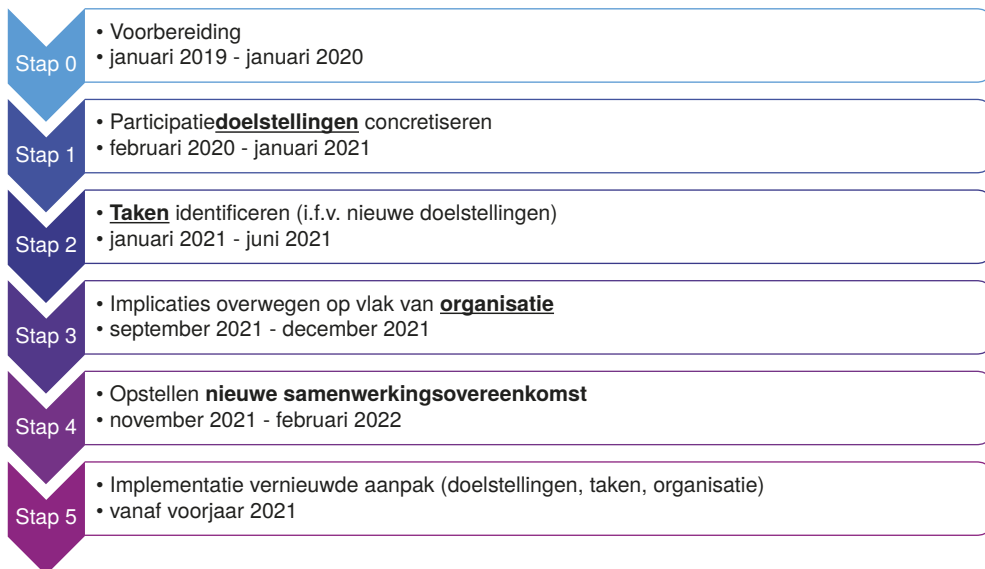 Stap 0
• Voorbereiding
• januari 2019 - januari 2020
Stap 1
• Participatiedoelstellingen concretiseren
• februari 2020 - januari 2021
Stap 2
• Taken identificeren (i.f.v. nieuwe doelstellingen)
• januari 2021 - juni 2021
Stap 3
• Implicaties overwegen op vlak van organisatie
• september 2021 - december 2021
Stap 4
• Opstellen nieuwe samenwerkingsovereenkomst
• november 2021 - februari 2022
Stap 5
• Implementatie vernieuwde aanpak (doelstellingen, taken, organisatie)
• vanaf voorjaar 2021